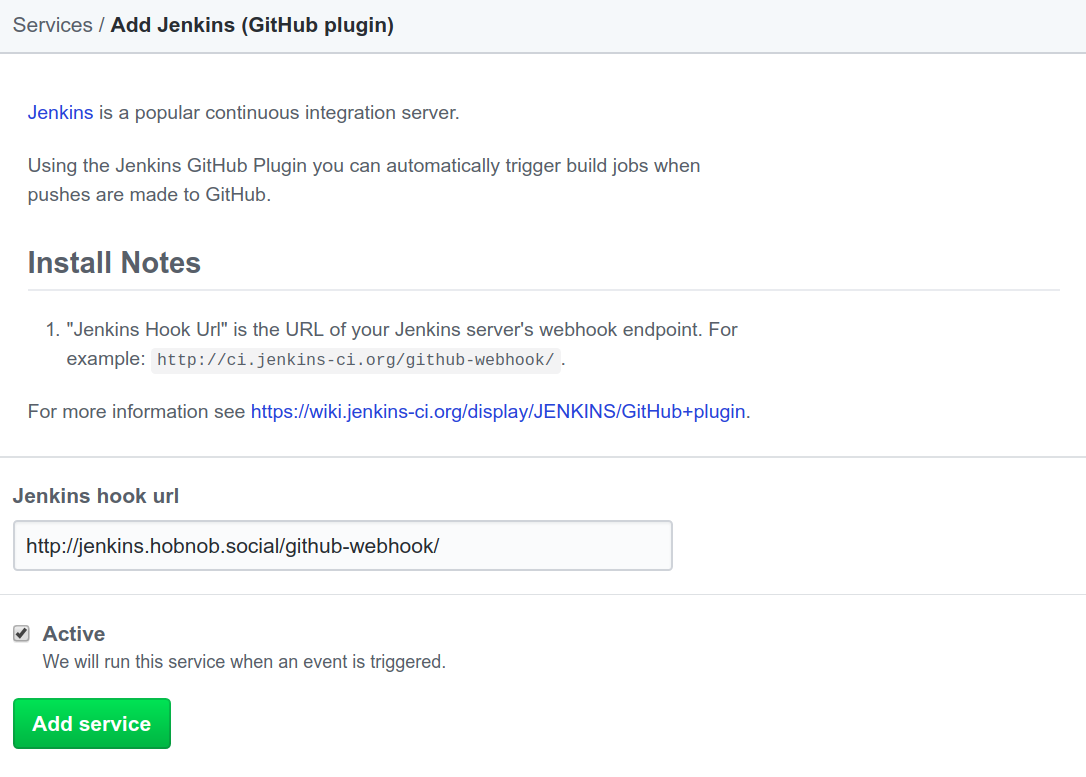 Services / Add Jenkins (GitHub plugin)
Jenkins is a popular continuous integration server.
Using the Jenkins GitHub Plugin you can automatically trigger build jobs when
pushes are made to GitHub.
Install Notes
1. "Jenkins Hook Url" is the URL of your Jenkins server's webhook endpoint. For
example: http://ci.jenkins-ci.org/github-webhook/ .
For more information see https://wiki.jenkins-ci.org/display/JENKINS/GitHub+plugin.
Jenkins hook url
http://jenkins.hobnob.social/github-webhook/
Active
We will run this service when an event is triggered.
Add service